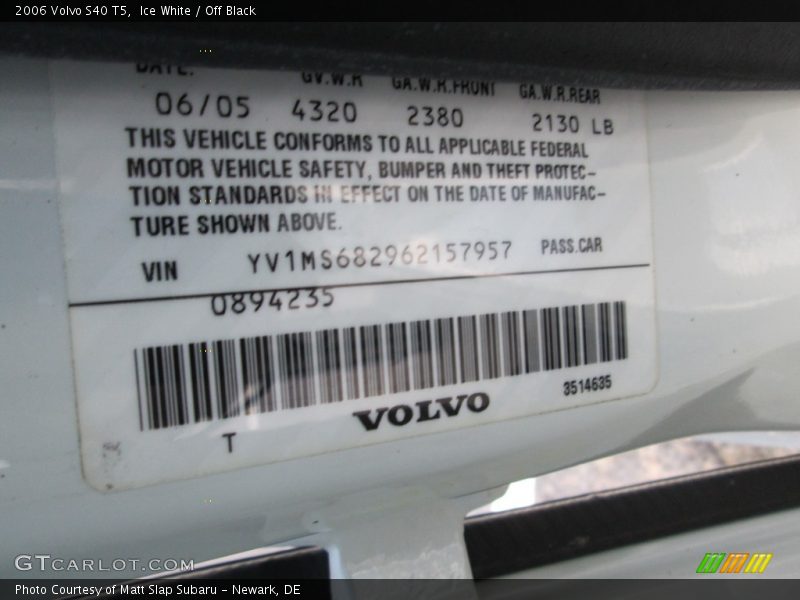 2006 Volvo S40 T5, Ice White / Off Black
DATE: GV.W.R GA.W.R.FRONT GA.W.R.REAR
06/05 4320 2380 2130 LB
THIS VEHICLE CONFORMS TO ALL APPLICABLE FEDERAL
MOTOR VEHICLE SAFETY, BUMPER AND THEFT PROTEC-
TION STANDARDS IN EFFECT ON THE DATE OF MANUFAC-
TURE SHOWN ABOVE.
VIN YV1MS682962157957 PASS.CAR
0894235
T VOLVO 3514635
GTCARLOT.COM
Photo Courtesy of Matt Slap Subaru - Newark, DE